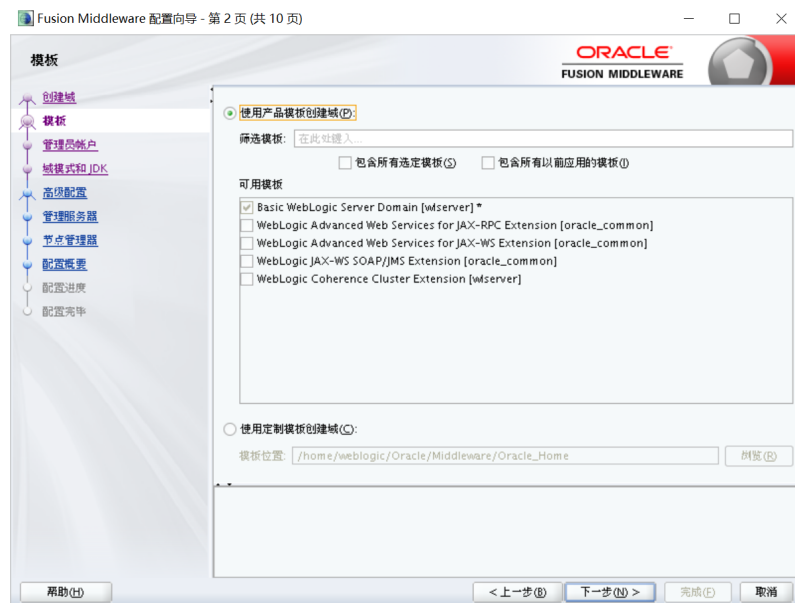 Fusion Middleware 配置向导 - 第 2 页 (共 10 页)
模板
ORACLE
FUSION MIDDLEWARE
创建域
模板
管理员帐户
域模式和 JDK
高级配置
管理服务器
节点管理器
配置概要
配置进度
配置完毕
使用产品模板创建域(P):
筛选模板: 在此处键入...
包含所有选定模板(S) 包含所有以前应用的模板(I)
可用模板
Basic WebLogic Server Domain [wlserver] *
WebLogic Advanced Web Services for JAX-RPC Extension [oracle_common]
WebLogic Advanced Web Services for JAX-WS Extension [oracle_common]
WebLogic JAX-WS SOAP/JMS Extension [oracle_common]
WebLogic Coherence Cluster Extension [wlserver]
使用定制模板创建域(C):
模板位置: /home/weblogic/Oracle/Middleware/Oracle_Home 浏览(R)
帮助(H) < 上一步(B) 下一步(N) > 完成(F) 取消